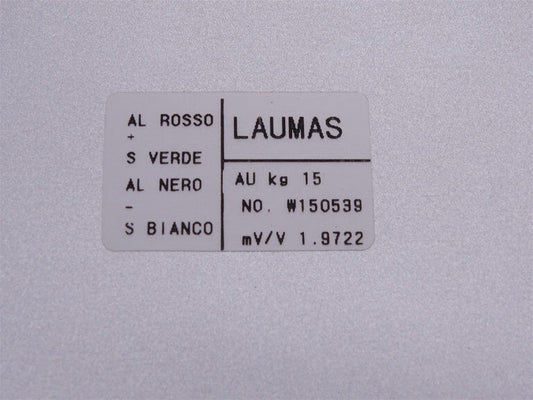 AL ROSSO
+
S VERDE
AL NERO
-
S BIANCO
LAUMAS
AU kg 15
NO. W150539
mV/V 1.9722